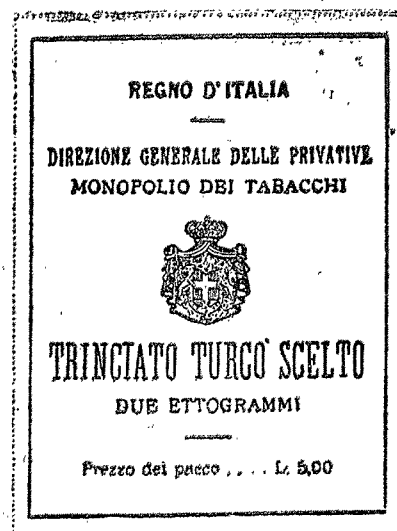 REGNO D'ITALIA
DIREZIONE GENERALE DELLE PRIVATIVE
MONOPOLIO DEI TABACCHI
TRINCIATO TURCO SCELTO
DUE ETTOGRAMMI
Prezzo del pacco . . . . L. 5,00